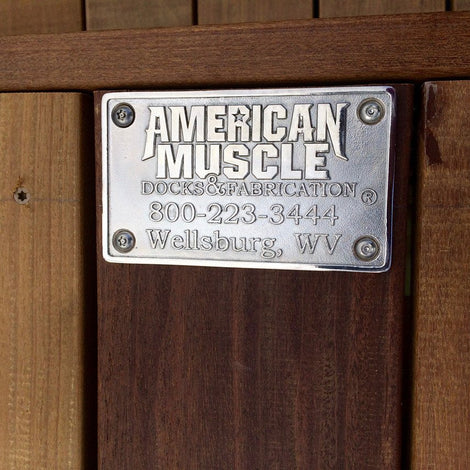 AMERICAN
MUSCLE
DOCKS & FABRICATION ®
800-223-3444
Wellsburg, WV